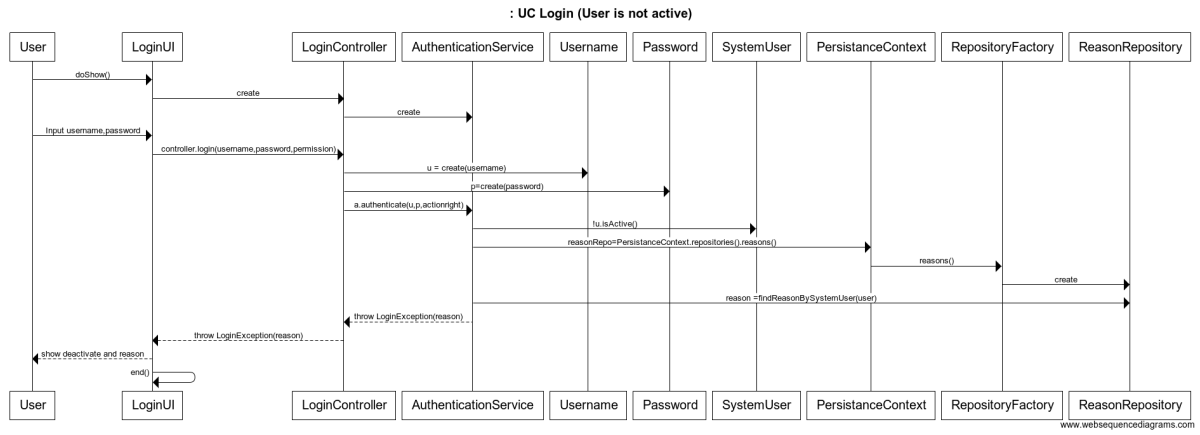 : UC Login (User is not active)
User LoginUI LoginController AuthenticationService Username Password SystemUser PersistanceContext RepositoryFactory ReasonRepository
doShow()
create
create
Input username,password
controller.login(username,password,permission)
u = create(username)
p=create(password)
a.authenticate(u,p,actionright)
!u.isActive()
reasonRepo=PersistanceContext.repositories().reasons()
reasons()
create
reason =findReasonBySystemUser(user)
throw LoginException(reason)
throw LoginException(reason)
show deactivate and reason
end()
User LoginUI LoginController AuthenticationService Username Password SystemUser PersistanceContext RepositoryFactory ReasonRepository
www.websequencediagrams.com